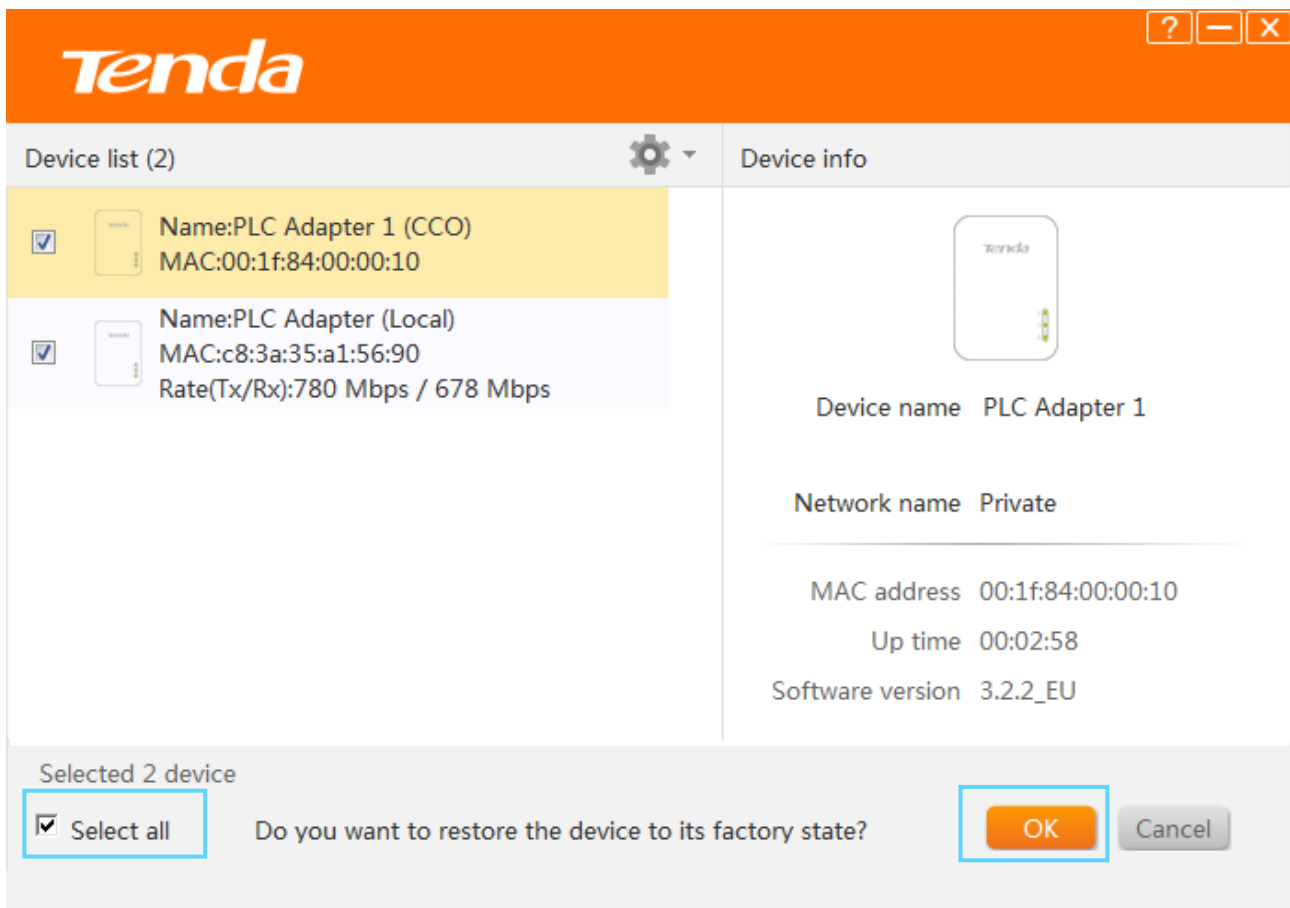 Tenda
?
Device list (2)
Device info
Name:PLC Adapter 1 (CCO)
MAC:00:1f:84:00:00:10
Name:PLC Adapter (Local)
MAC:c8:3a:35:a1:56:90
Rate(Tx/Rx):780 Mbps / 678 Mbps
Tenda
Device name PLC Adapter 1
Network name Private
MAC address 00:1f:84:00:00:10
Up time 00:02:58
Software version 3.2.2_EU
Selected 2 device
Select all
Do you want to restore the device to its factory state?
OK
Cancel